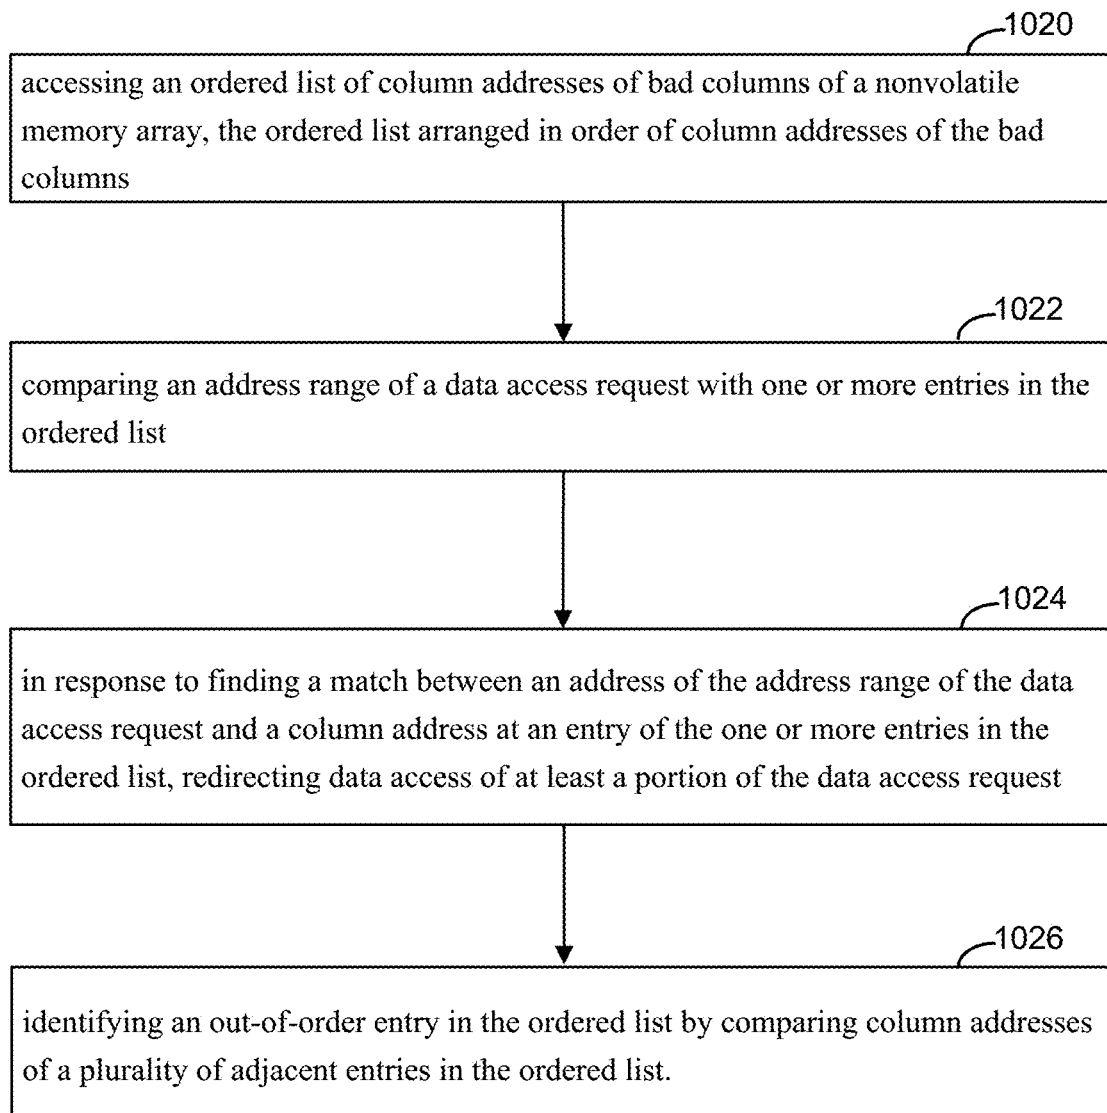 1020
accessing an ordered list of column addresses of bad columns of a nonvolatile
memory array, the ordered list arranged in order of column addresses of the bad
columns
1022
comparing an address range of a data access request with one or more entries in the
ordered list
1024
in response to finding a match between an address of the address range of the data
access request and a column address at an entry of the one or more entries in the
ordered list, redirecting data access of at least a portion of the data access request
1026
identifying an out-of-order entry in the ordered list by comparing column addresses
of a plurality of adjacent entries in the ordered list.